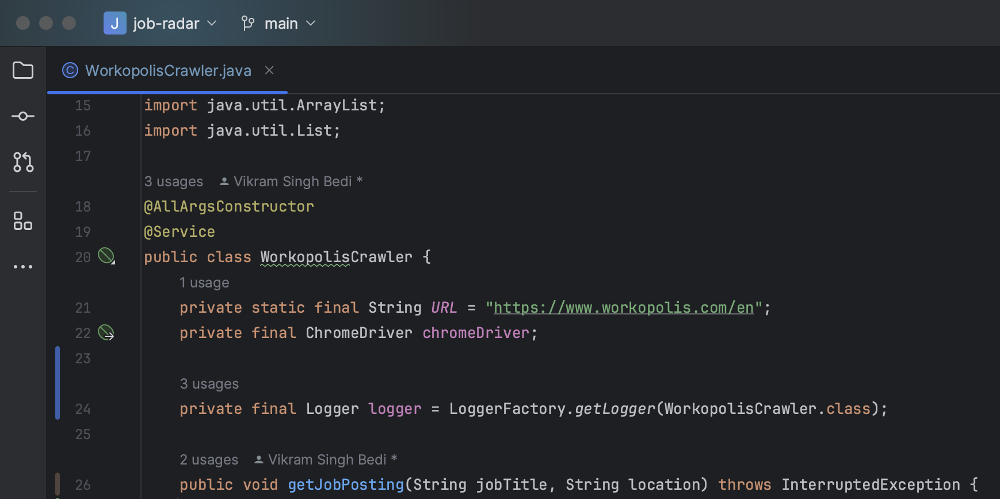 J job-radar main
WorkopolisCrawler.java
15 import java.util.ArrayList;
16 import java.util.List;
17
3 usages Vikram Singh Bedi *
18 @AllArgsConstructor
19 @Service
20 public class WorkopolisCrawler {
1 usage
21 private static final String URL = "https://www.workopolis.com/en";
22 private final ChromeDriver chromeDriver;
23
3 usages
24 private final Logger logger = LoggerFactory.getLogger(WorkopolisCrawler.class);
25
2 usages Vikram Singh Bedi *
26 public void getJobPosting(String jobTitle, String location) throws InterruptedException {